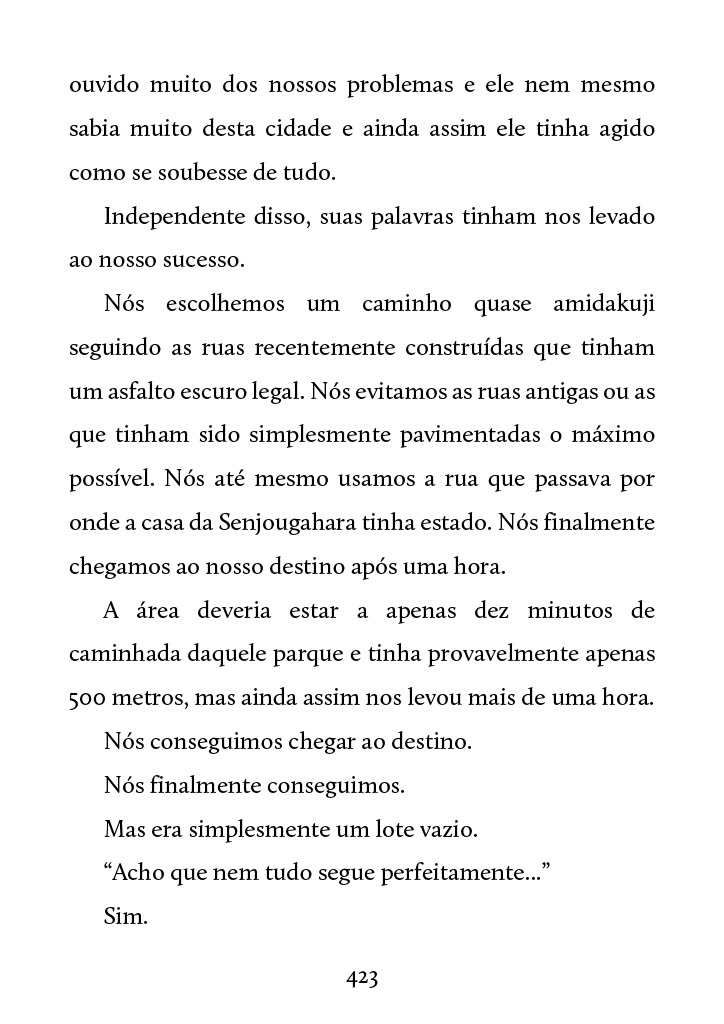 ouvido muito dos nossos problemas e ele nem mesmo
sabia muito desta cidade e ainda assim ele tinha agido
como se soubesse de tudo.
Independente disso, suas palavras tinham nos levado
ao nosso sucesso.
Nós escolhemos um caminho quase amidakuji
seguindo as ruas recentemente construídas que tinham
um asfalto escuro legal. Nós evitamos as ruas antigas ou as
que tinham sido simplesmente pavimentadas o máximo
possível. Nós até mesmo usamos a rua que passava por
onde a casa da Senjougahara tinha estado. Nós finalmente
chegamos ao nosso destino após uma hora.
A área deveria estar a apenas dez minutos de
caminhada daquele parque e tinha provavelmente apenas
500 metros, mas ainda assim nos levou mais de uma hora.
Nós conseguimos chegar ao destino.
Nós finalmente conseguimos.
Mas era simplesmente um lote vazio.
“Acho que nem tudo segue perfeitamente...”
Sim.
423